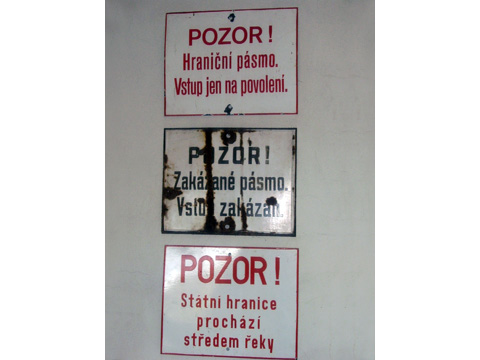 POZOR!
Hraniční pásmo.
Vstup jen na povolení.
POZOR!
Zakázané pásmo.
Vstup zakázán.
POZOR!
Státní hranice
prochází
středem řeky